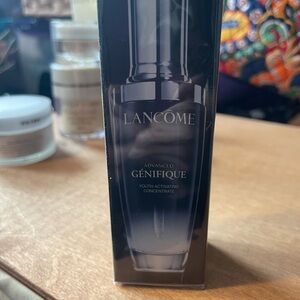 LANCÔME
ADVANCED
GÉNIFIQUE
YOUTH ACTIVATING
CONCENTRATE